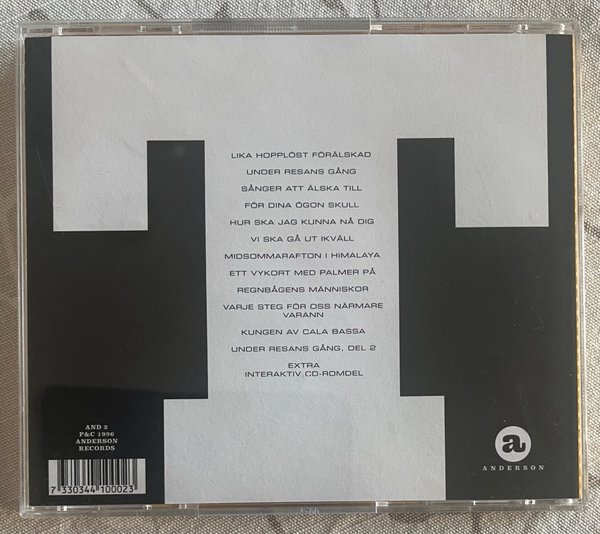 LIKA HOPPLÖST FÖRÄLSKAD
UNDER RESANS GÅNG
SÅNGER ATT ÄLSKA TILL
FÖR DINA ÖGON SKULL
HUR SKA JAG KUNNA NÅ DIG
VI SKA GÅ UT IKVÄLL
MIDSOMMARAFTON I HIMALAYA
ETT VYKORT MED PALMER PÅ
REGNBÅGENS MÄNNISKOR
VARJE STEG FÖR OSS NÄRMARE
VARANN
KUNGEN AV CALA BASSA
UNDER RESANS GÅNG, DEL 2
EXTRA
INTERAKTIV CD-ROMDEL
AND 2
P&C 1996
ANDERSON
RECORDS
7 330344 100023
a
ANDERSON